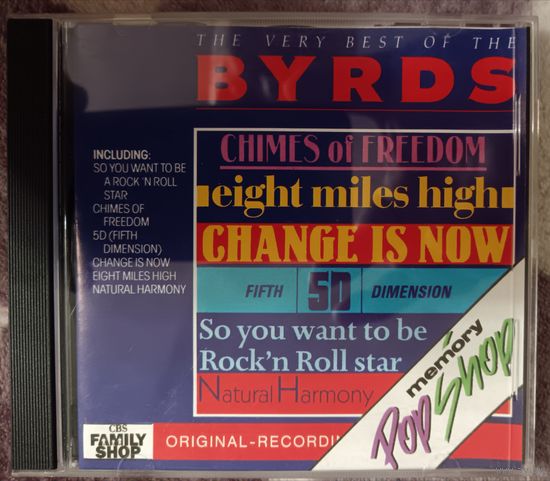 THE VERY BEST OF THE
BYRDS
INCLUDING:
SO YOU WANT TO BE
A ROCK 'N ROLL
STAR
CHIMES OF
FREEDOM
5D (FIFTH
DIMENSION)
CHANGE IS NOW
EIGHT MILES HIGH
NATURAL HARMONY
CHIMES of FREEDOM
eight miles high
CHANGE IS NOW
FIFTH 5D DIMENSION
So you want to be
Rock'n Roll star
Natural Harmony
memory
Pop Shop
CBS
FAMILY
SHOP
ORIGINAL-RECORDIN